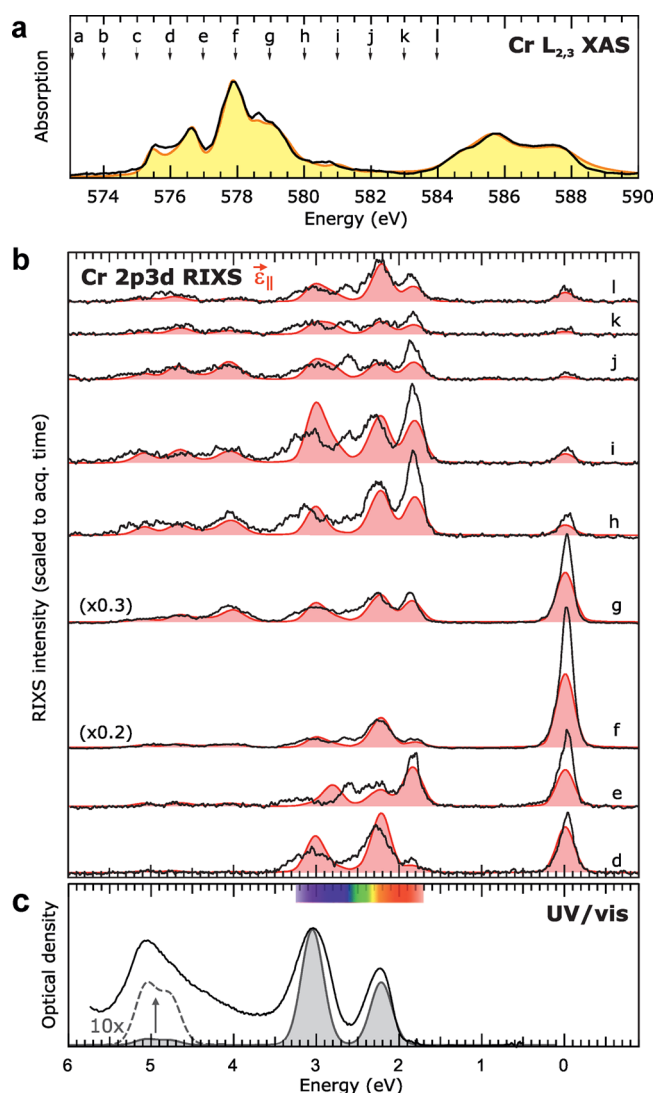 a
a b c d e f g h i j k l
Cr L2,3 XAS
Absorption
574 576 578 580 582 584 586 588 590
Energy (eV)
b
Cr 2p3d RIXS ε||
l
k
j
i
h
(x0.3)
g
(x0.2)
f
e
d
RIXS intensity (scaled to acq. time)
c
UV/vis
Optical density
10x
6 5 4 3 2 1 0
Energy (eV)